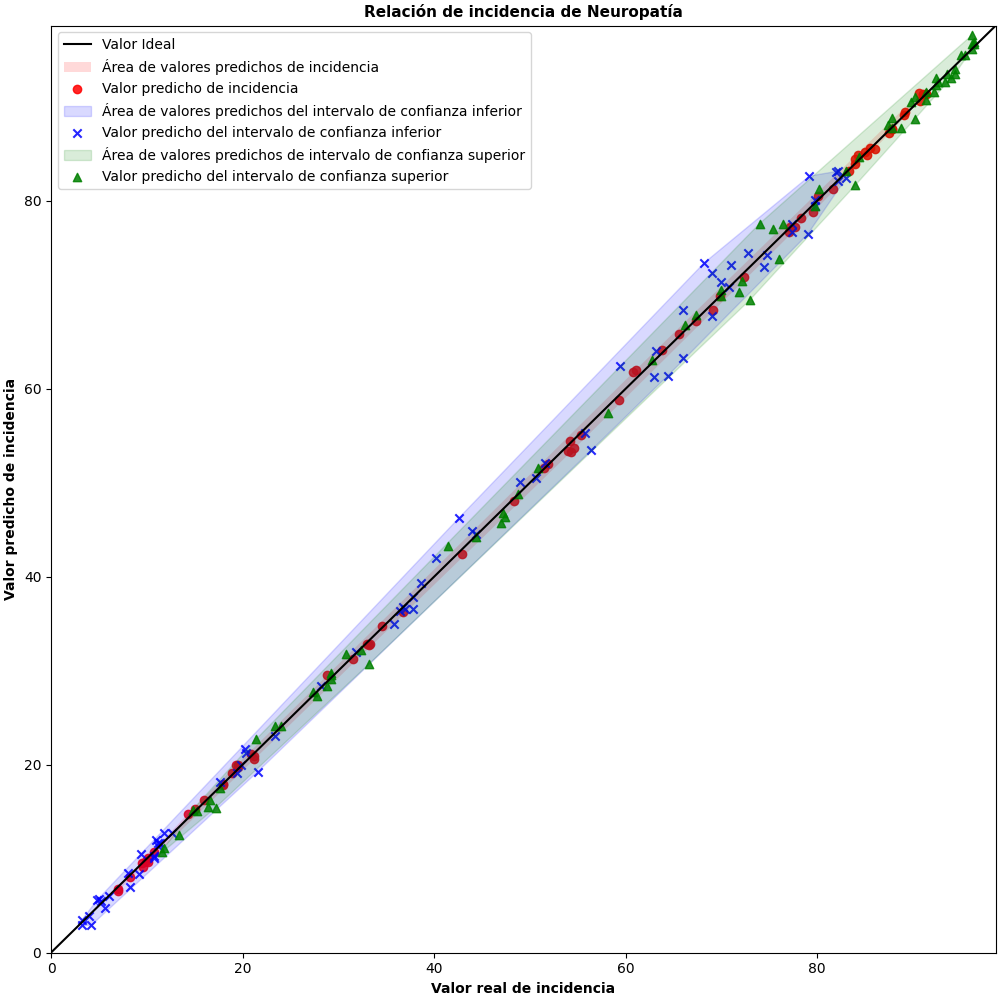 Relación de incidencia de Neuropatía
Valor Ideal
Área de valores predichos de incidencia
Valor predicho de incidencia
Área de valores predichos del intervalo de confianza inferior
Valor predicho del intervalo de confianza inferior
Área de valores predichos de intervalo de confianza superior
Valor predicho del intervalo de confianza superior
Valor predicho de incidencia
80
60
40
20
0
0 20 40 60 80
Valor real de incidencia